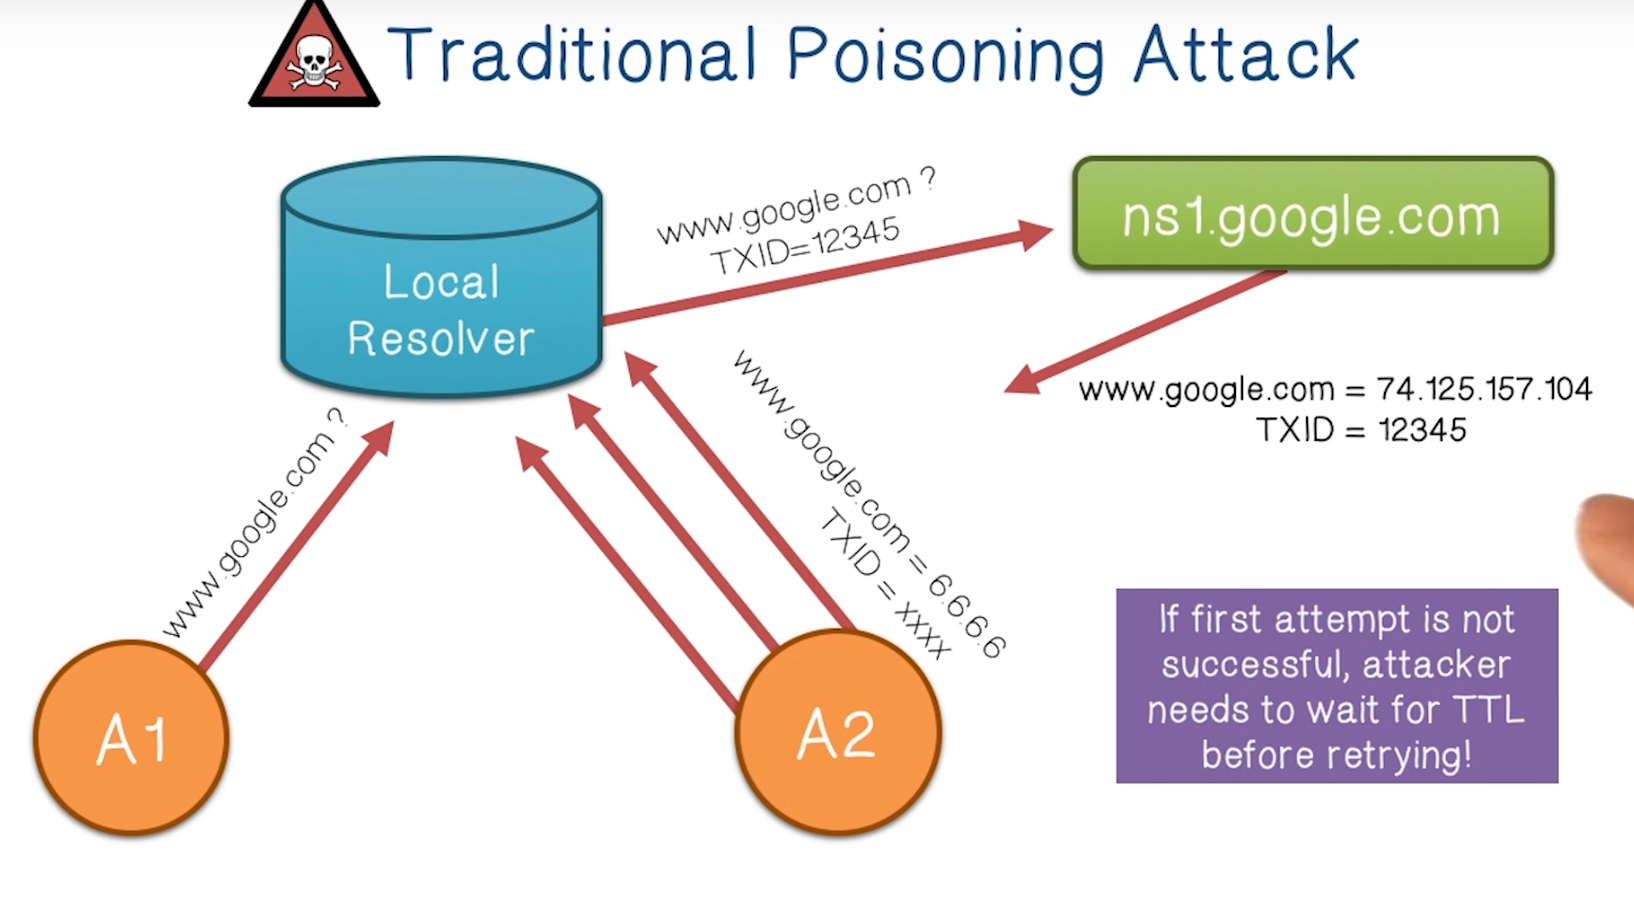 Traditional Poisoning Attack
www.google.com ?
TXID=12345
ns1.google.com
Local
Resolver
www.google.com = 74.125.157.104
TXID = 12345
www.google.com ?
www.google.com = 6.6.6.6
TXID = xxxx
If first attempt is not
successful, attacker
needs to wait for TTL
before retrying!
A1
A2